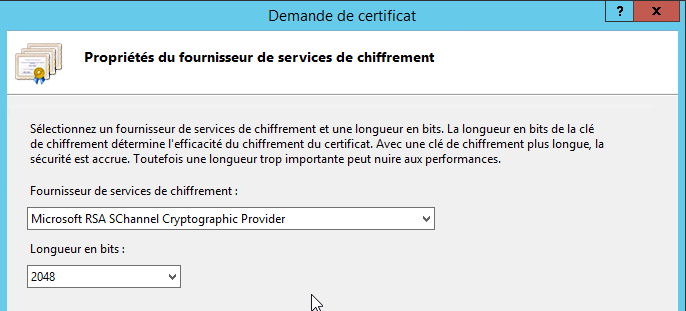 Demande de certificat
? x
Propriétés du fournisseur de services de chiffrement
Sélectionnez un fournisseur de services de chiffrement et une longueur en bits. La longueur en bits de la clé
de chiffrement détermine l'efficacité du chiffrement du certificat. Avec une clé de chiffrement plus longue, la
sécurité est accrue. Toutefois une longueur trop importante peut nuire aux performances.
Fournisseur de services de chiffrement :
Microsoft RSA SChannel Cryptographic Provider
Longueur en bits :
2048